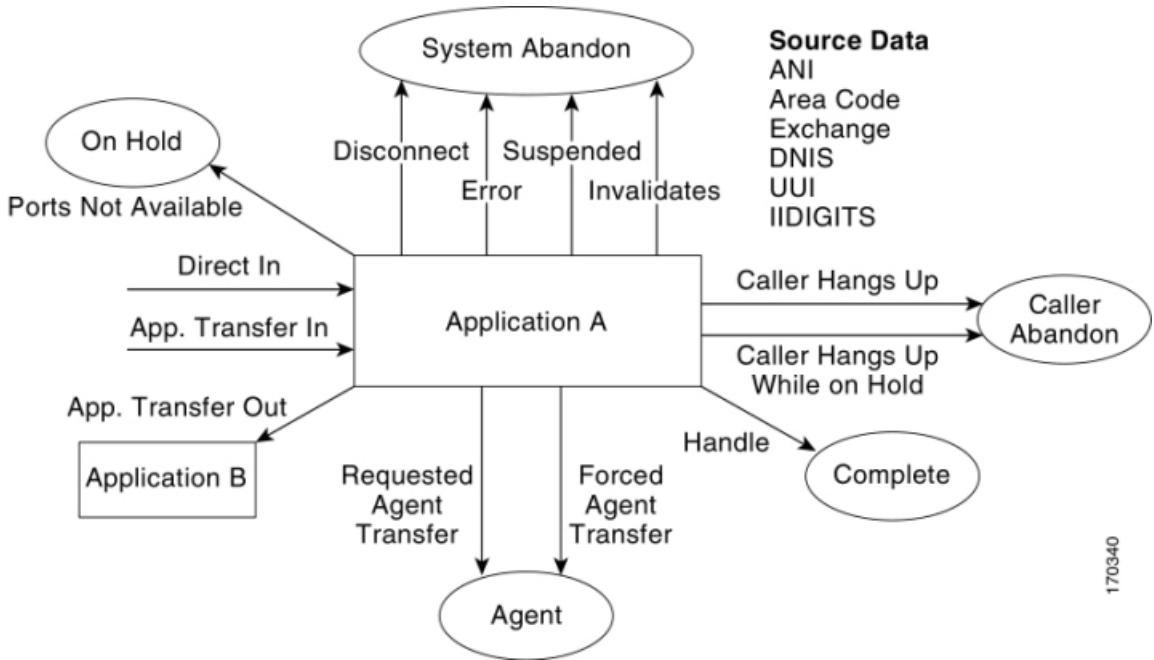 System Abandon
Source Data
ANI
Area Code
Exchange
DNIS
UUI
IIDIGITS
On Hold
Disconnect
Suspended
Error
Invalidates
Ports Not Available
Direct In
App. Transfer In
Application A
Caller Hangs Up
Caller
Abandon
Caller Hangs Up
While on Hold
App. Transfer Out
Application B
Requested
Agent
Transfer
Forced
Agent
Transfer
Handle
Complete
Agent
170340